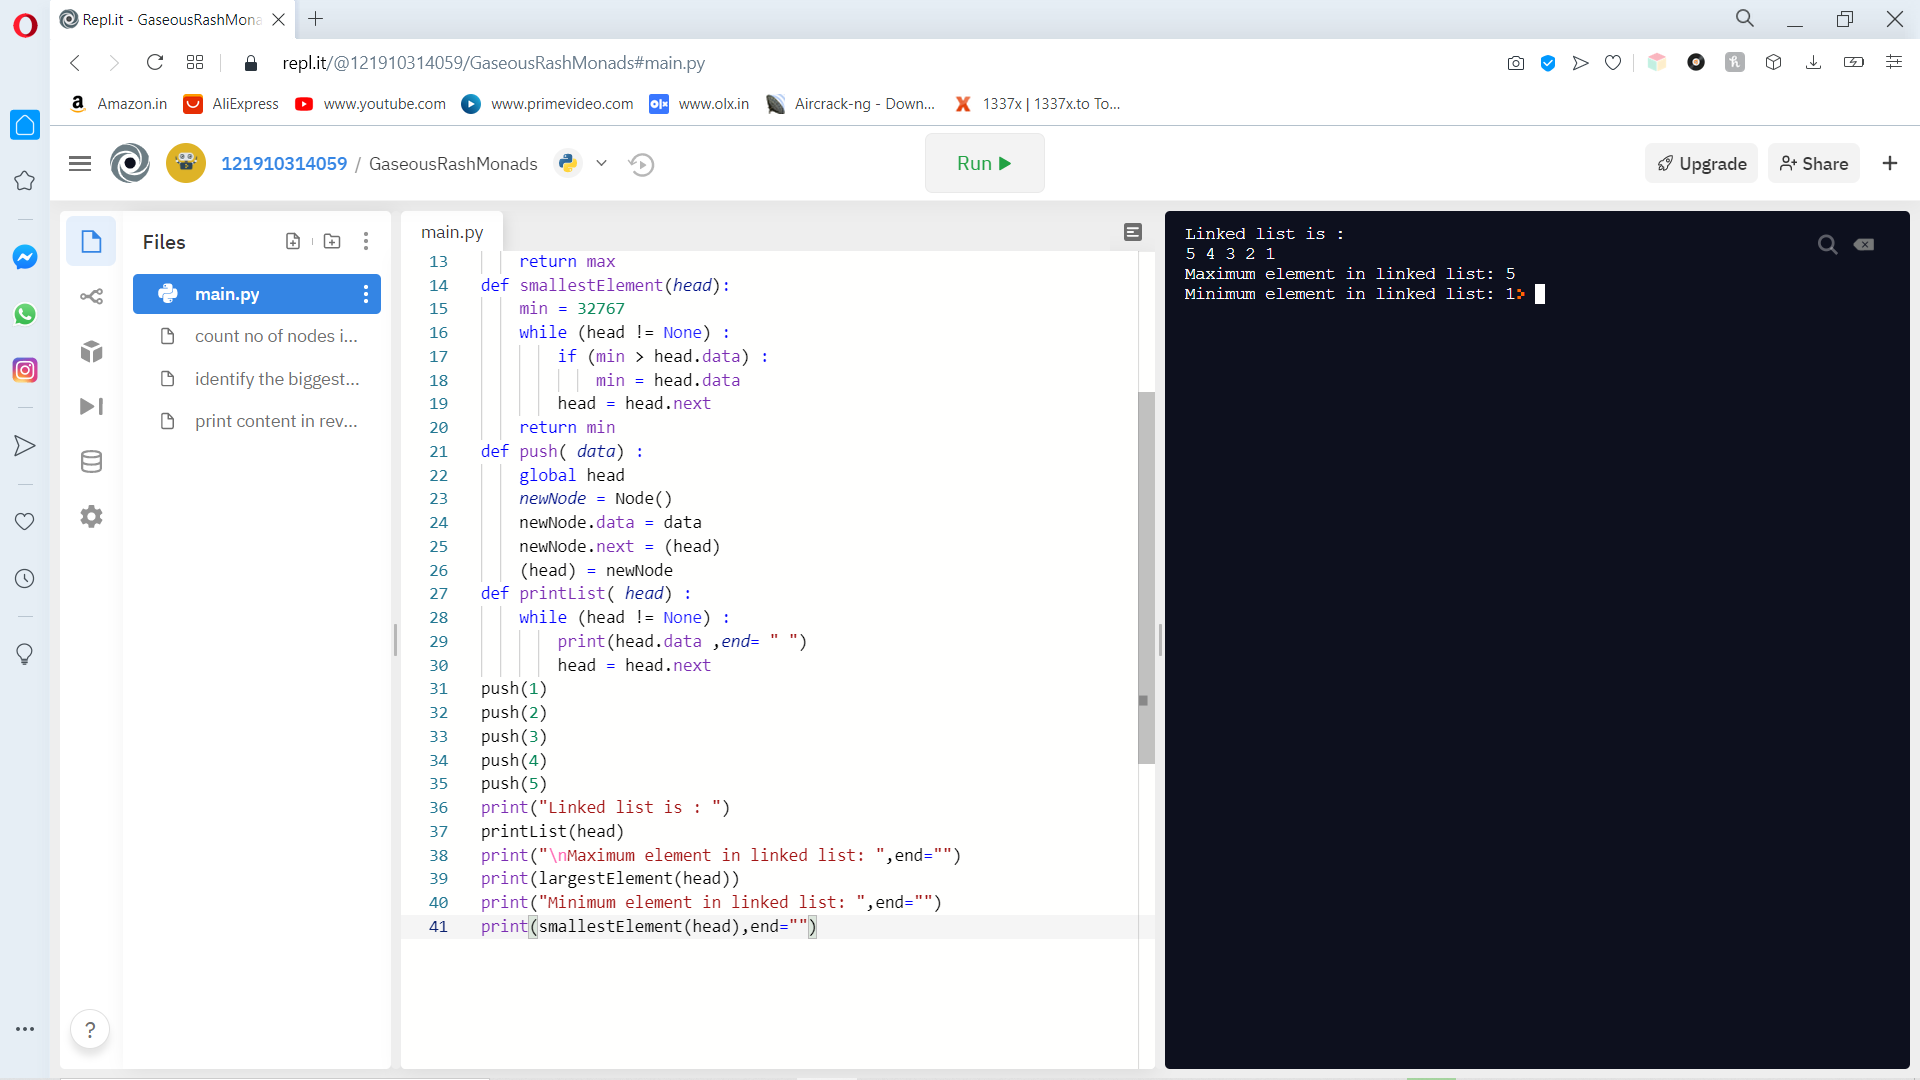 Repl.it - GaseousRashMona
repl.it/@121910314059/GaseousRashMonads#main.py
Amazon.in AliExpress www.youtube.com www.primevideo.com www.olx.in Aircrack-ng - Down... 1337x | 1337x.to To...
121910314059 / GaseousRashMonads
Run
Upgrade
Share
Files
main.py
count no of nodes i...
identify the biggest...
print content in rev...
?
main.py
13 return max
14 def smallestElement(head):
15 min = 32767
16 while (head != None) :
17 if (min > head.data) :
18 min = head.data
19 head = head.next
20 return min
21 def push( data) :
22 global head
23 newNode = Node()
24 newNode.data = data
25 newNode.next = (head)
26 (head) = newNode
27 def printList( head) :
28 while (head != None) :
29 print(head.data ,end= " ")
30 head = head.next
31 push(1)
32 push(2)
33 push(3)
34 push(4)
35 push(5)
36 print("Linked list is : ")
37 printList(head)
38 print("\nMaximum element in linked list: ",end="")
39 print(largestElement(head))
40 print("Minimum element in linked list: ",end="")
41 print(smallestElement(head),end="")
Linked list is :
5 4 3 2 1
Maximum element in linked list: 5
Minimum element in linked list: 1>